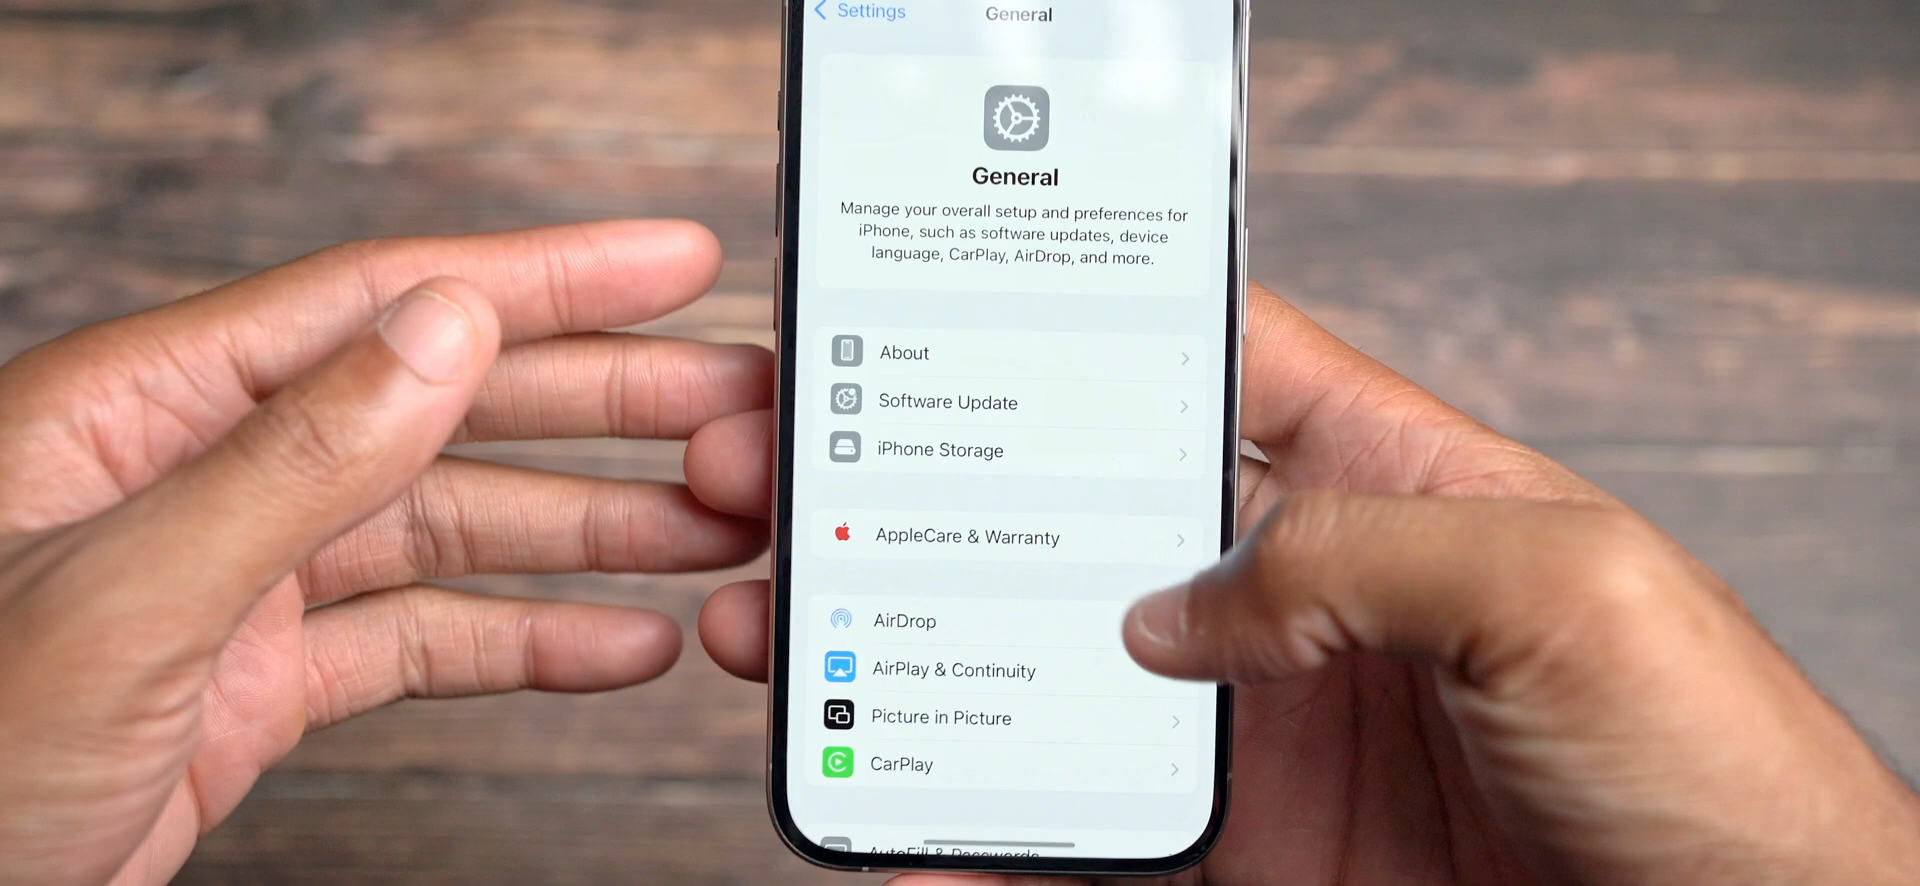 Settings
General
General
Manage your overall setup and preferences for
iPhone, such as software updates, device
language, CarPlay, AirDrop, and more.
About
Software Update
iPhone Storage
AppleCare & Warranty
AirDrop
AirPlay & Continuity
Picture in Picture
CarPlay
AutoFill & Passwords